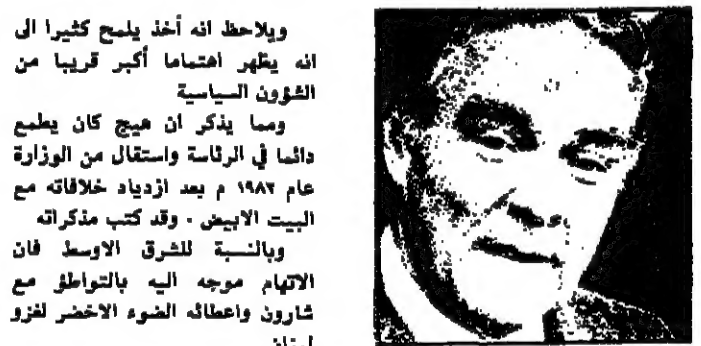 ويلاحظ انه أخذ يلمح كثيرا الى
انه يظهر اهتماما أكبر قريبا من
الشؤون السياسية
ومما يذكر ان هيج كان يطمع
دائما في الرئاسة واستقال من الوزارة
عام ١٩٨٢ م بعد ازدياد خلافاته مع
البيت الابيض . وقد كتب مذكراته
وبالنسبة للشرق الاوسط فان
الاتهام موجه اليه بالتواطؤ مع
شارون واعطائه الضوء الاخضر لغزو
لبنان